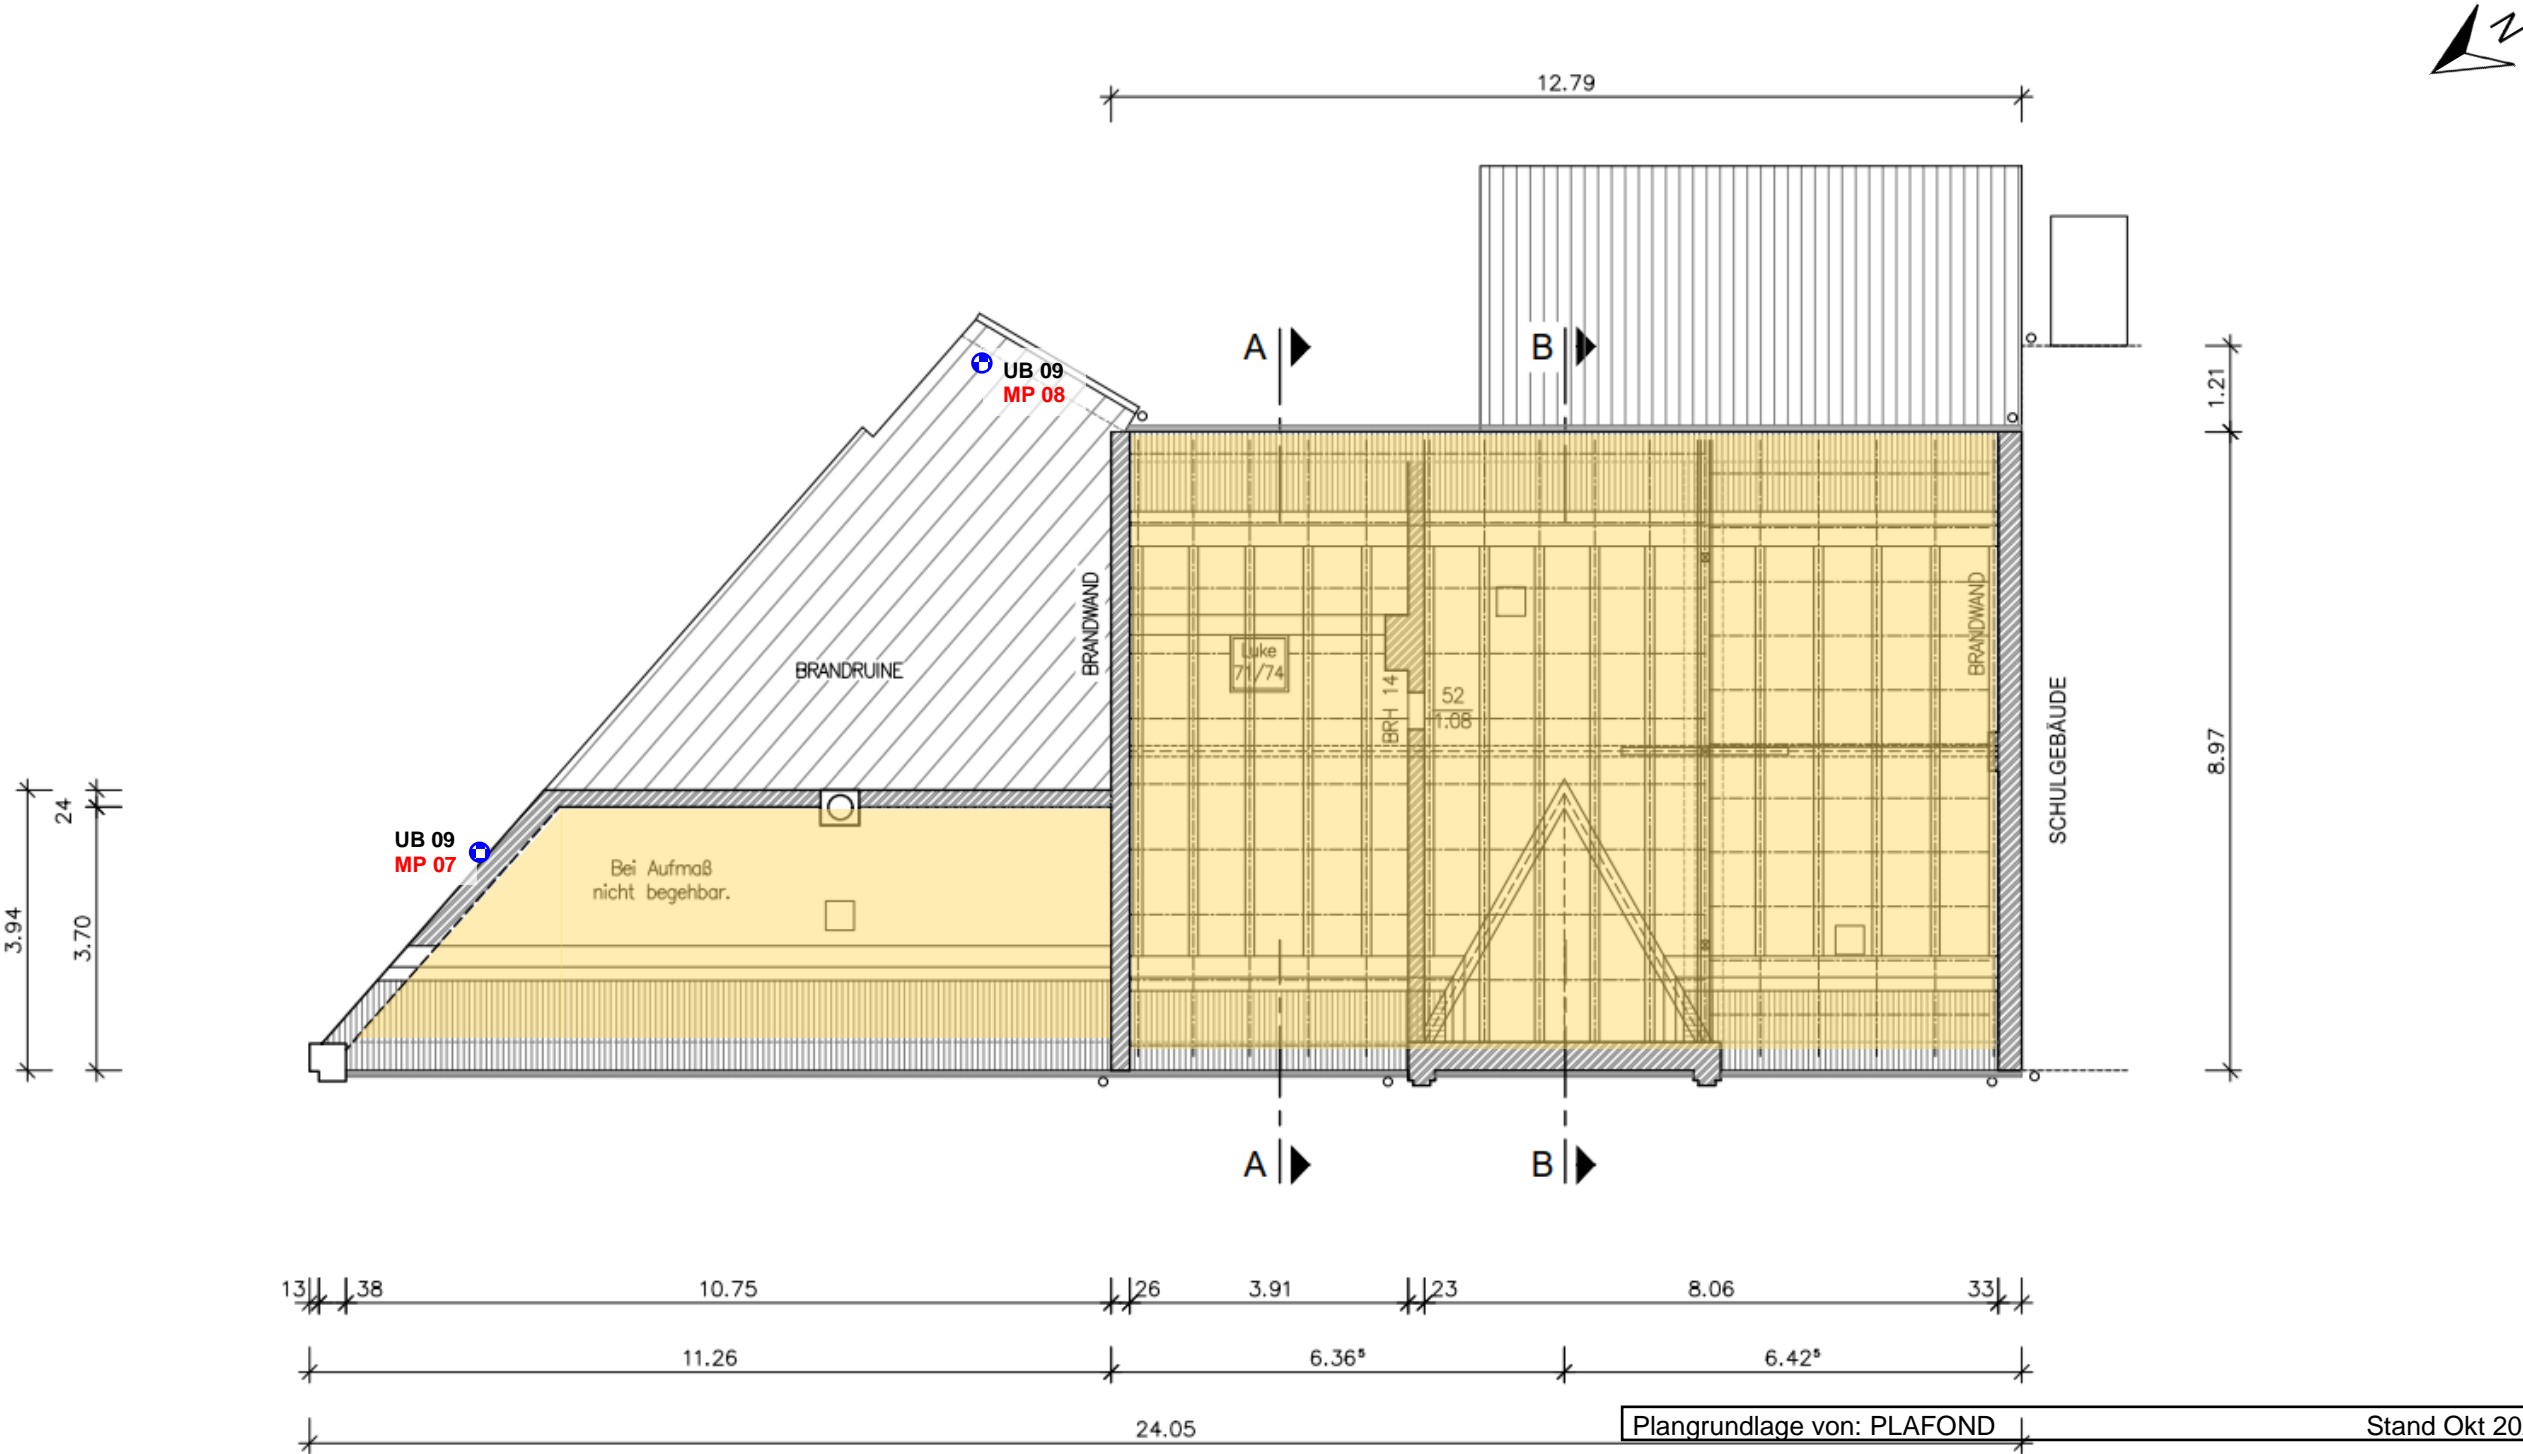 N
12.79
A
B
UB 09
MP 08
1.21
BRANDWAND
BRANDWAND
Luke
71/74
BRANDRUINE
BRH 14
52
1.08
SCHULGEBÄUDE
8.97
24
3.94
3.70
UB 09
MP 07
Bei Aufmaß
nicht begehbar.
A
B
13 38 10.75 26 3.91 23 8.06 33
11.26 6.36⁵ 6.42⁵
24.05
Plangrundlage von: PLAFOND Stand Okt 20